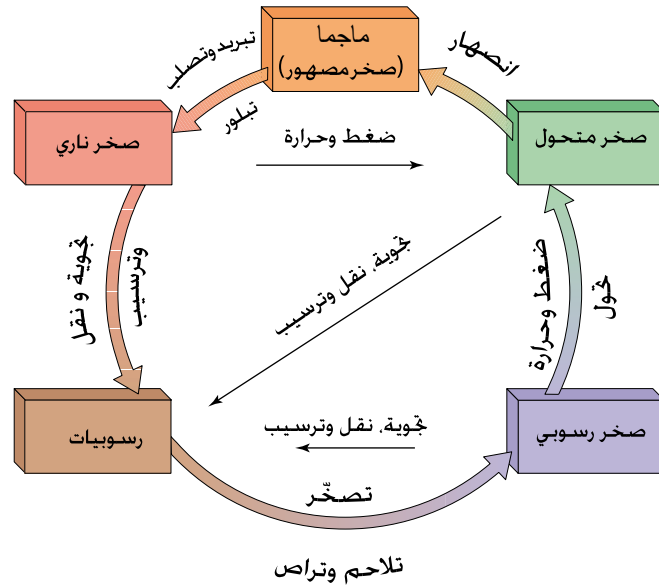 ماجما
(صخر مصهور)
انصهار
تبريد وتصلب
تبلور
صخر ناري
صخر متحول
ضغط وحرارة
تجوية ونقل
وترسيب
تجوية، نقل وترسيب
ضغط وحرارة
تحول
رسوبيات
صخر رسوبي
تجوية، نقل وترسيب
تصخّر
تلاحم وتراص